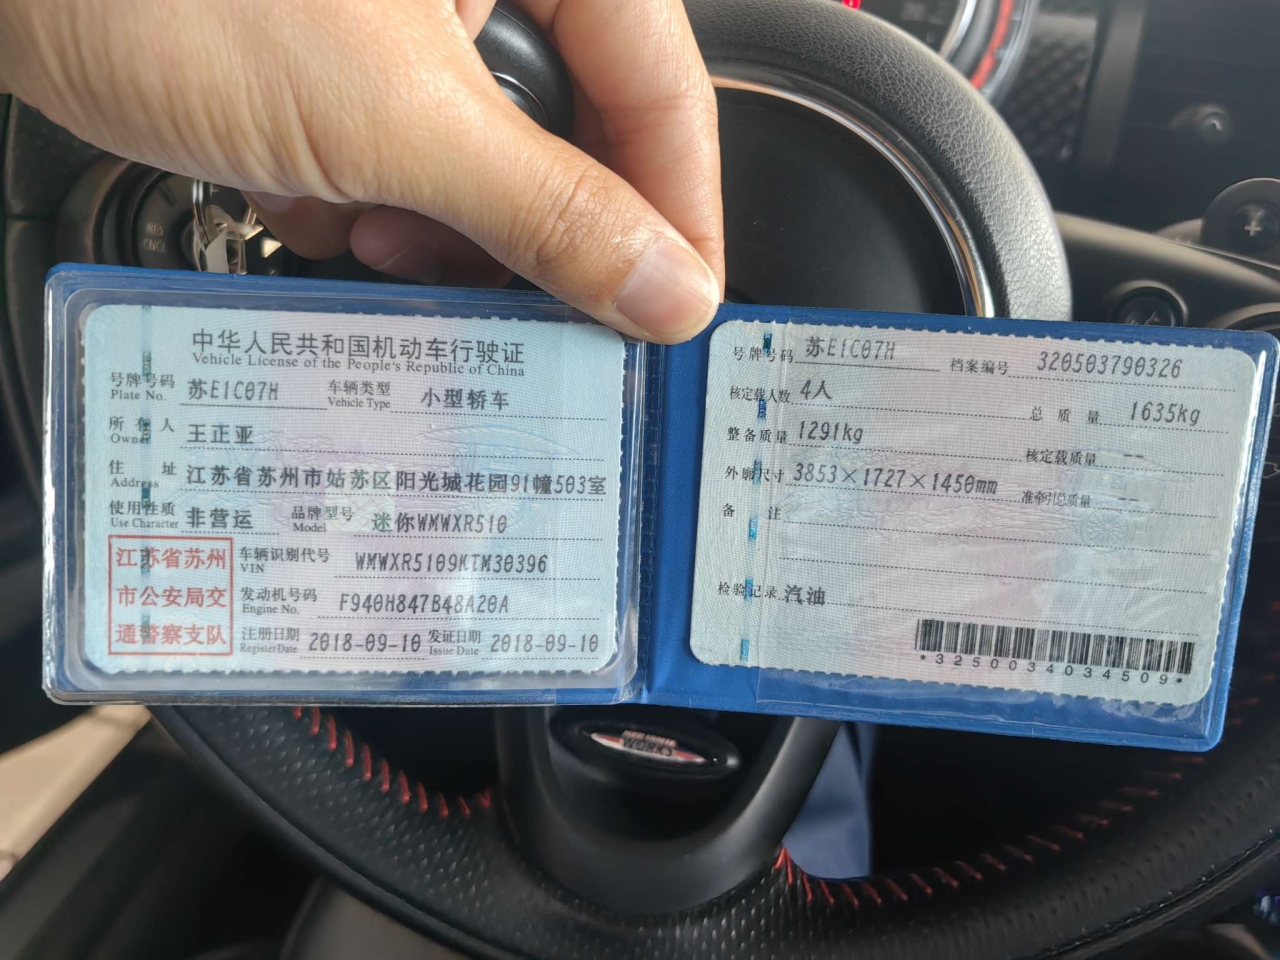 中华人民共和国机动车行驶证
Vehicle License of the People's Republic of China
号牌号码 苏E1C07H 车辆类型 小型轿车
Plate No. Vehicle Type
所有人 王正亚
Owner
住址 江苏省苏州市姑苏区阳光城花园91幢503室
Address
使用性质 非营运 品牌型号 迷你WMWXR510
Use Character Model
江苏省苏州
市公安局交
通警察支队
车辆识别代号 WMWXR5109KTM30396
VIN
发动机号码 F940H847B48A20A
Engine No.
注册日期 2018-09-10 发证日期 2018-09-10
Register Date Issue Date
号牌号码 苏E1C07H 档案编号 320503790326
核定载人数 4人 总质量 1635kg
整备质量 1291kg 核定载质量 --
外廓尺寸 3853×1727×1450mm 准牵引总质量 --
备注
检验记录 汽油
*3250034034509*
WORKS
CNCL